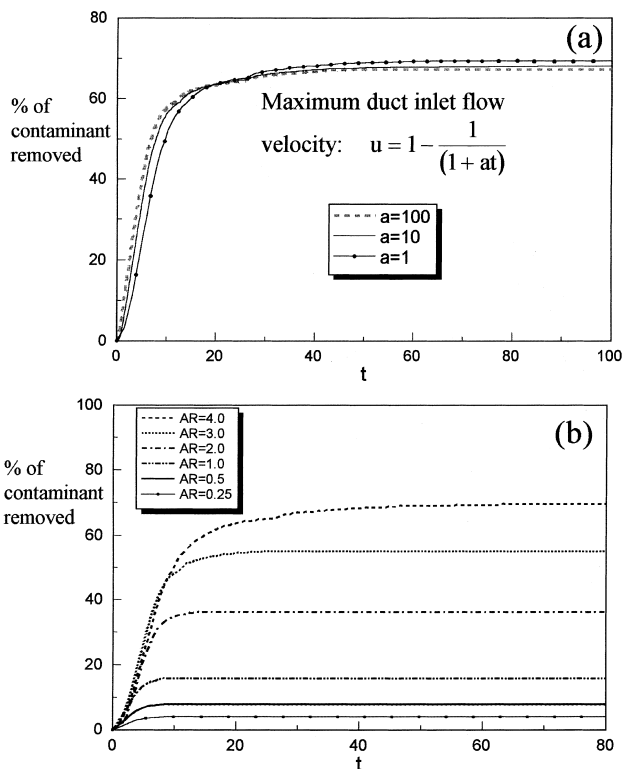 80
(a)
% of
contaminant
removed
60
Maximum duct inlet flow
velocity: u = 1 - 1/(1 + at)
40
a=100
a=10
a=1
20
0
0 20 40 60 80 100
t
100
AR=4.0
AR=3.0
AR=2.0
AR=1.0
AR=0.5
AR=0.25
(b)
80
% of
contaminant
removed
60
40
20
0
0 20 40 60 80
t